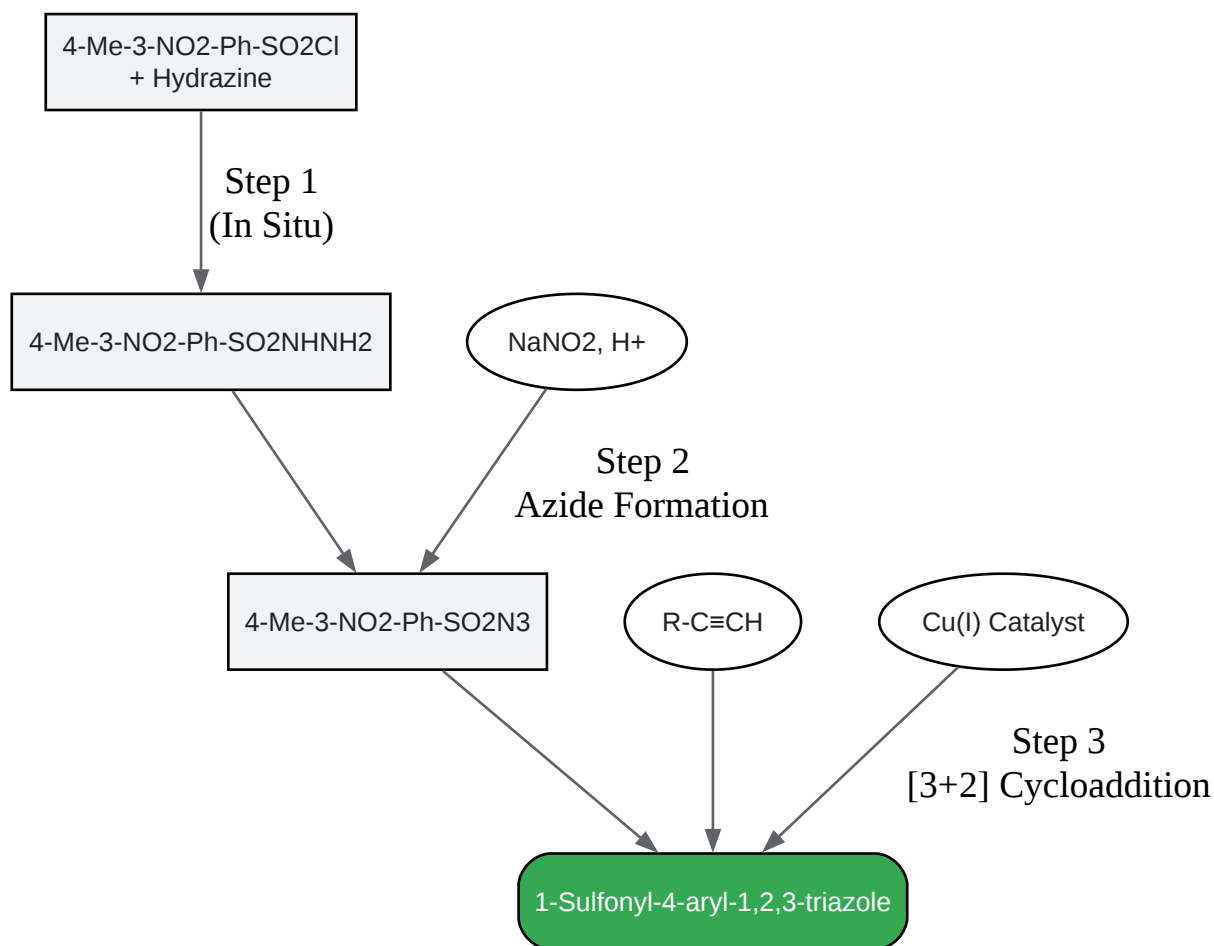 4-Me-3-NO2-Ph-SO2Cl
+ Hydrazine
Step 1
(In Situ)
4-Me-3-NO2-Ph-SO2NHNH2
NaNO2, H+
Step 2
Azide Formation
4-Me-3-NO2-Ph-SO2N3
R-C≡CH
Cu(I) Catalyst
Step 3
[3+2] Cycloaddition
1-Sulfonyl-4-aryl-1,2,3-triazole